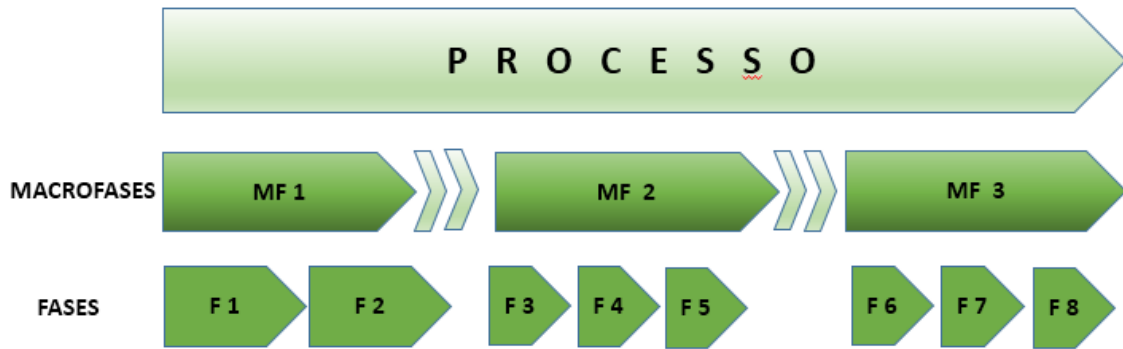 P R O C E S S O
MACROFASES MF 1 MF 2 MF 3
FASES F 1 F 2 F 3 F 4 F 5 F 6 F 7 F 8